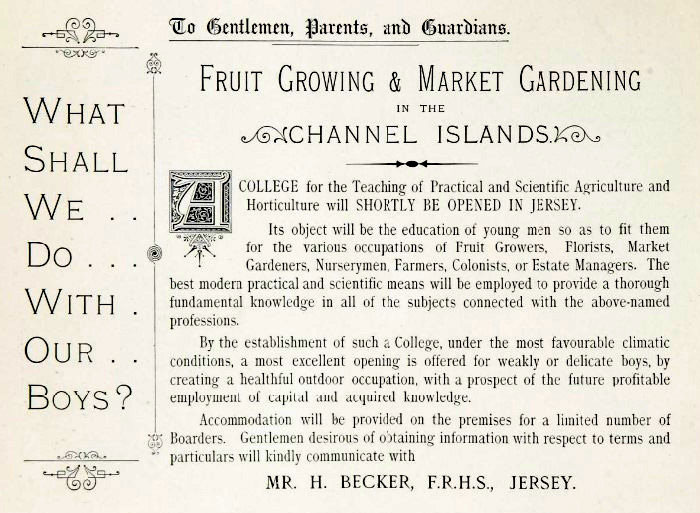 To Gentlemen, Parents, and Guardians.
WHAT
SHALL
WE . .
DO . . .
WITH .
OUR . .
BOYS?
FRUIT GROWING & MARKET GARDENING
IN THE
CHANNEL ISLANDS.
A COLLEGE for the Teaching of Practical and Scientific Agriculture and
Horticulture will SHORTLY BE OPENED IN JERSEY.
Its object will be the education of young men so as to fit them
for the various occupations of Fruit Growers, Florists, Market
Gardeners, Nurserymen, Farmers, Colonists, or Estate Managers. The
best modern practical and scientific means will be employed to provide a thorough
fundamental knowledge in all of the subjects connected with the above-named
professions.
By the establishment of such a College, under the most favourable climatic
conditions, a most excellent opening is offered for weakly or delicate boys, by
creating a healthful outdoor occupation, with a prospect of the future profitable
employment of capital and acquired knowledge.
Accommodation will be provided on the premises for a limited number of
Boarders. Gentlemen desirous of obtaining information with respect to terms and
particulars will kindly communicate with
MR. H. BECKER, F.R.H.S., JERSEY.